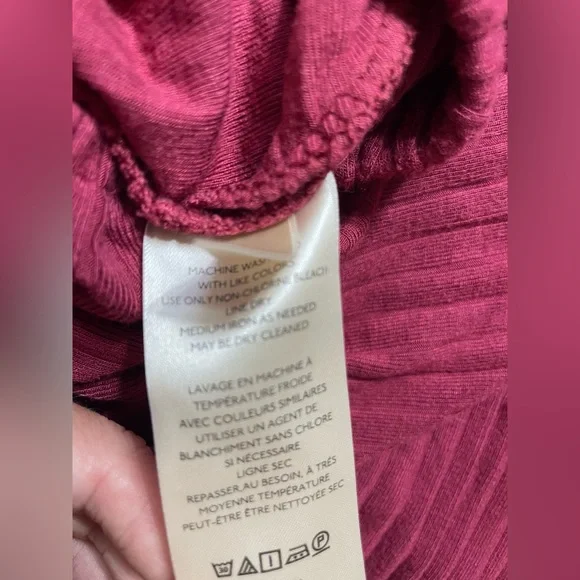 MACHINE WASH
WITH LIKE COLORS
USE ONLY NON-CHLORINE BLEACH
LINE DRY
MEDIUM IRON AS NEEDED
MAY BE DRY CLEANED
LAVAGE EN MACHINE À
TEMPÉRATURE FROIDE
AVEC COULEURS SIMILAIRES
UTILISER UN AGENT DE
BLANCHIMENT SANS CHLORE
SI NÉCESSAIRE
LIGNE SEC
REPASSER AU BESOIN, À TRÉS
MOYENNE TEMPÉRATURE
PEUT-ÊTRE ÊTRE NETTOYÉE SEC
30 P